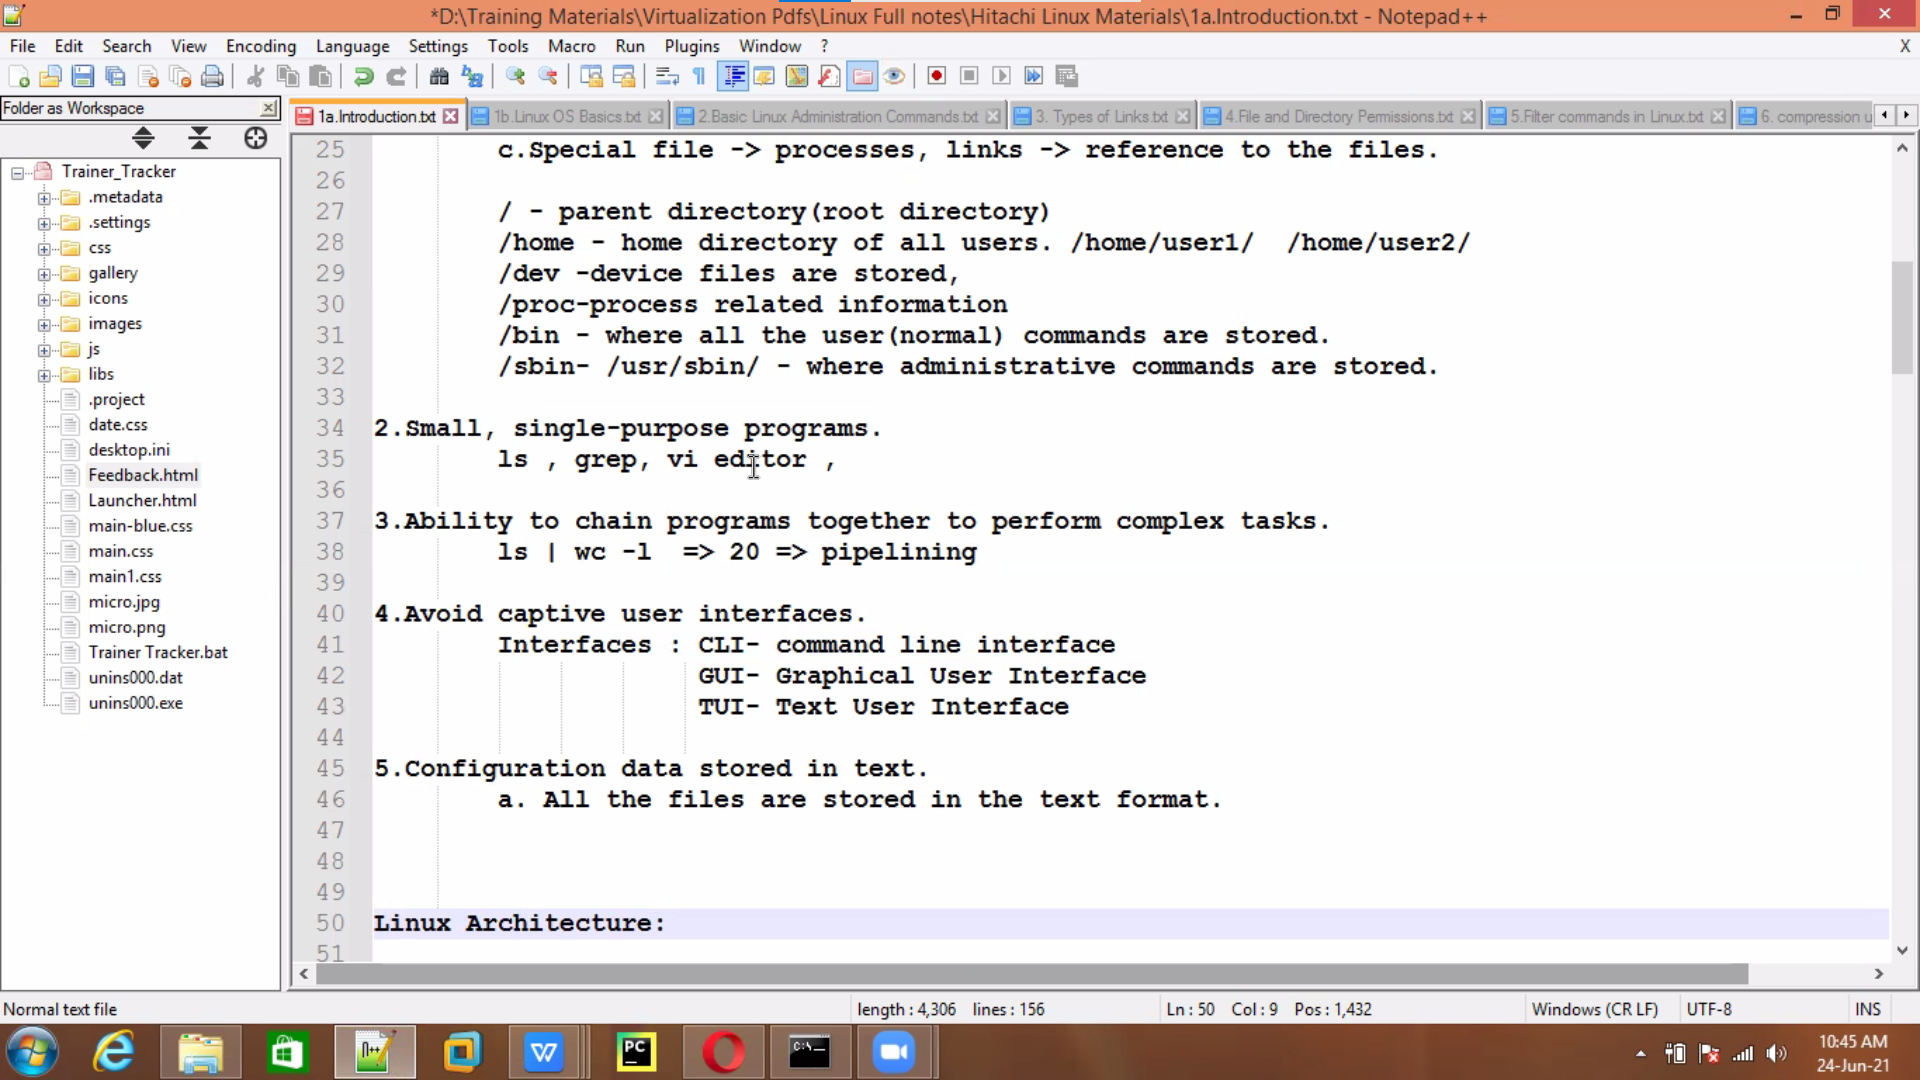 *D:\Training Materials\Virtualization Pdfs\Linux Full notes\Hitachi Linux Materials\1a.Introduction.txt - Notepad++
File Edit Search View Encoding Language Settings Tools Macro Run Plugins Window ? X
Folder as Workspace
1a.Introduction.txt 1b.Linux OS Basics.txt 2.Basic Linux Administration Commands.txt 3. Types of Links.txt 4.File and Directory Permissions.txt 5.Filter commands in Linux.txt 6. compression u
Trainer_Tracker
.metadata
.settings
css
gallery
icons
images
js
libs
.project
date.css
desktop.ini
Feedback.html
Launcher.html
main-blue.css
main.css
main1.css
micro.jpg
micro.png
Trainer Tracker.bat
unins000.dat
unins000.exe
25 c.Special file -> processes, links -> reference to the files.
26
27 / - parent directory(root directory)
28 /home - home directory of all users. /home/user1/  /home/user2/
29 /dev -device files are stored,
30 /proc-process related information
31 /bin - where all the user(normal) commands are stored.
32 /sbin- /usr/sbin/ - where administrative commands are stored.
33
34 2.Small, single-purpose programs.
35 ls , grep, vi editor ,
36
37 3.Ability to chain programs together to perform complex tasks.
38 ls | wc -l  => 20 => pipelining
39
40 4.Avoid captive user interfaces.
41 Interfaces : CLI- command line interface
42 GUI- Graphical User Interface
43 TUI- Text User Interface
44
45 5.Configuration data stored in text.
46 a. All the files are stored in the text format.
47
48
49
50 Linux Architecture:
51
Normal text file length : 4,306 lines : 156 Ln : 50 Col : 9 Pos : 1,432 Windows (CR LF) UTF-8 INS
10:45 AM
24-Jun-21